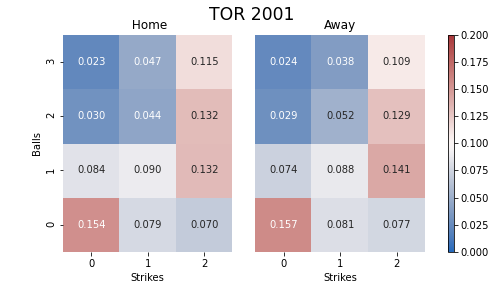 TOR 2001
Home
Away
3 0.023 0.047 0.115 0.024 0.038 0.109
2 0.030 0.044 0.132 0.029 0.052 0.129
1 0.084 0.090 0.132 0.074 0.088 0.141
0 0.154 0.079 0.070 0.157 0.081 0.077
Balls
0 1 2 0 1 2
Strikes
Strikes
0.200
0.175
0.150
0.125
0.100
0.075
0.050
0.025
0.000